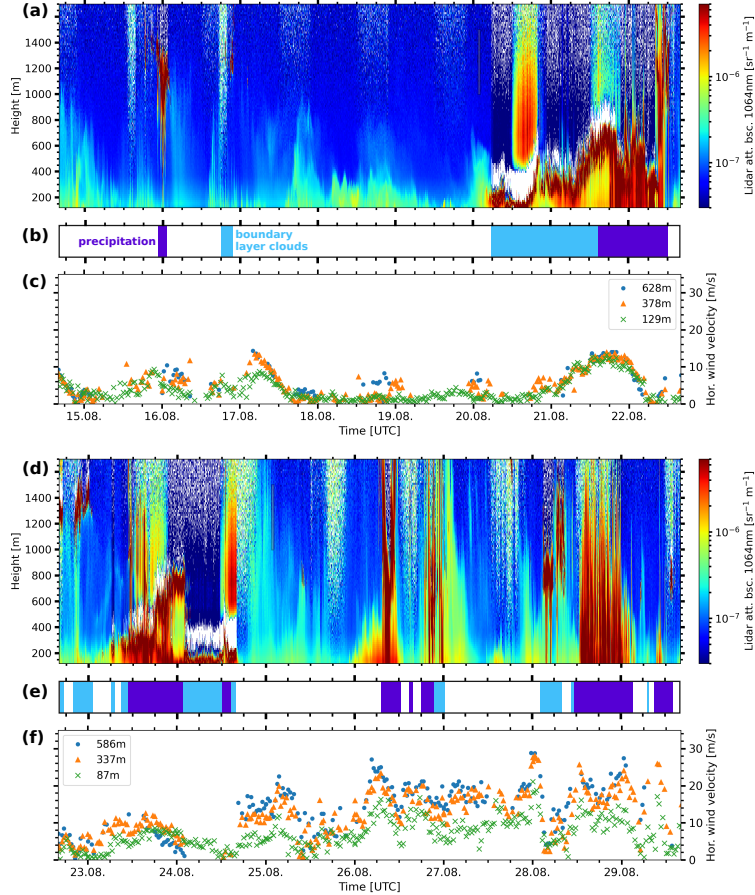 (a)
1400
1200
1000
800
600
400
200
Height [m]
10⁻⁶
10⁻⁷
Lidar att. bsc. 1064nm [sr⁻¹ m⁻¹]
(b)
precipitation
boundary
layer clouds
(c)
628m
378m
129m
30
20
10
0
Hor. wind velocity [m/s]
15.08. 16.08. 17.08. 18.08. 19.08. 20.08. 21.08. 22.08.
Time [UTC]
(d)
1400
1200
1000
800
600
400
200
Height [m]
10⁻⁶
10⁻⁷
Lidar att. bsc. 1064nm [sr⁻¹ m⁻¹]
(e)
(f)
586m
337m
87m
30
20
10
0
Hor. wind velocity [m/s]
23.08. 24.08. 25.08. 26.08. 27.08. 28.08. 29.08.
Time [UTC]